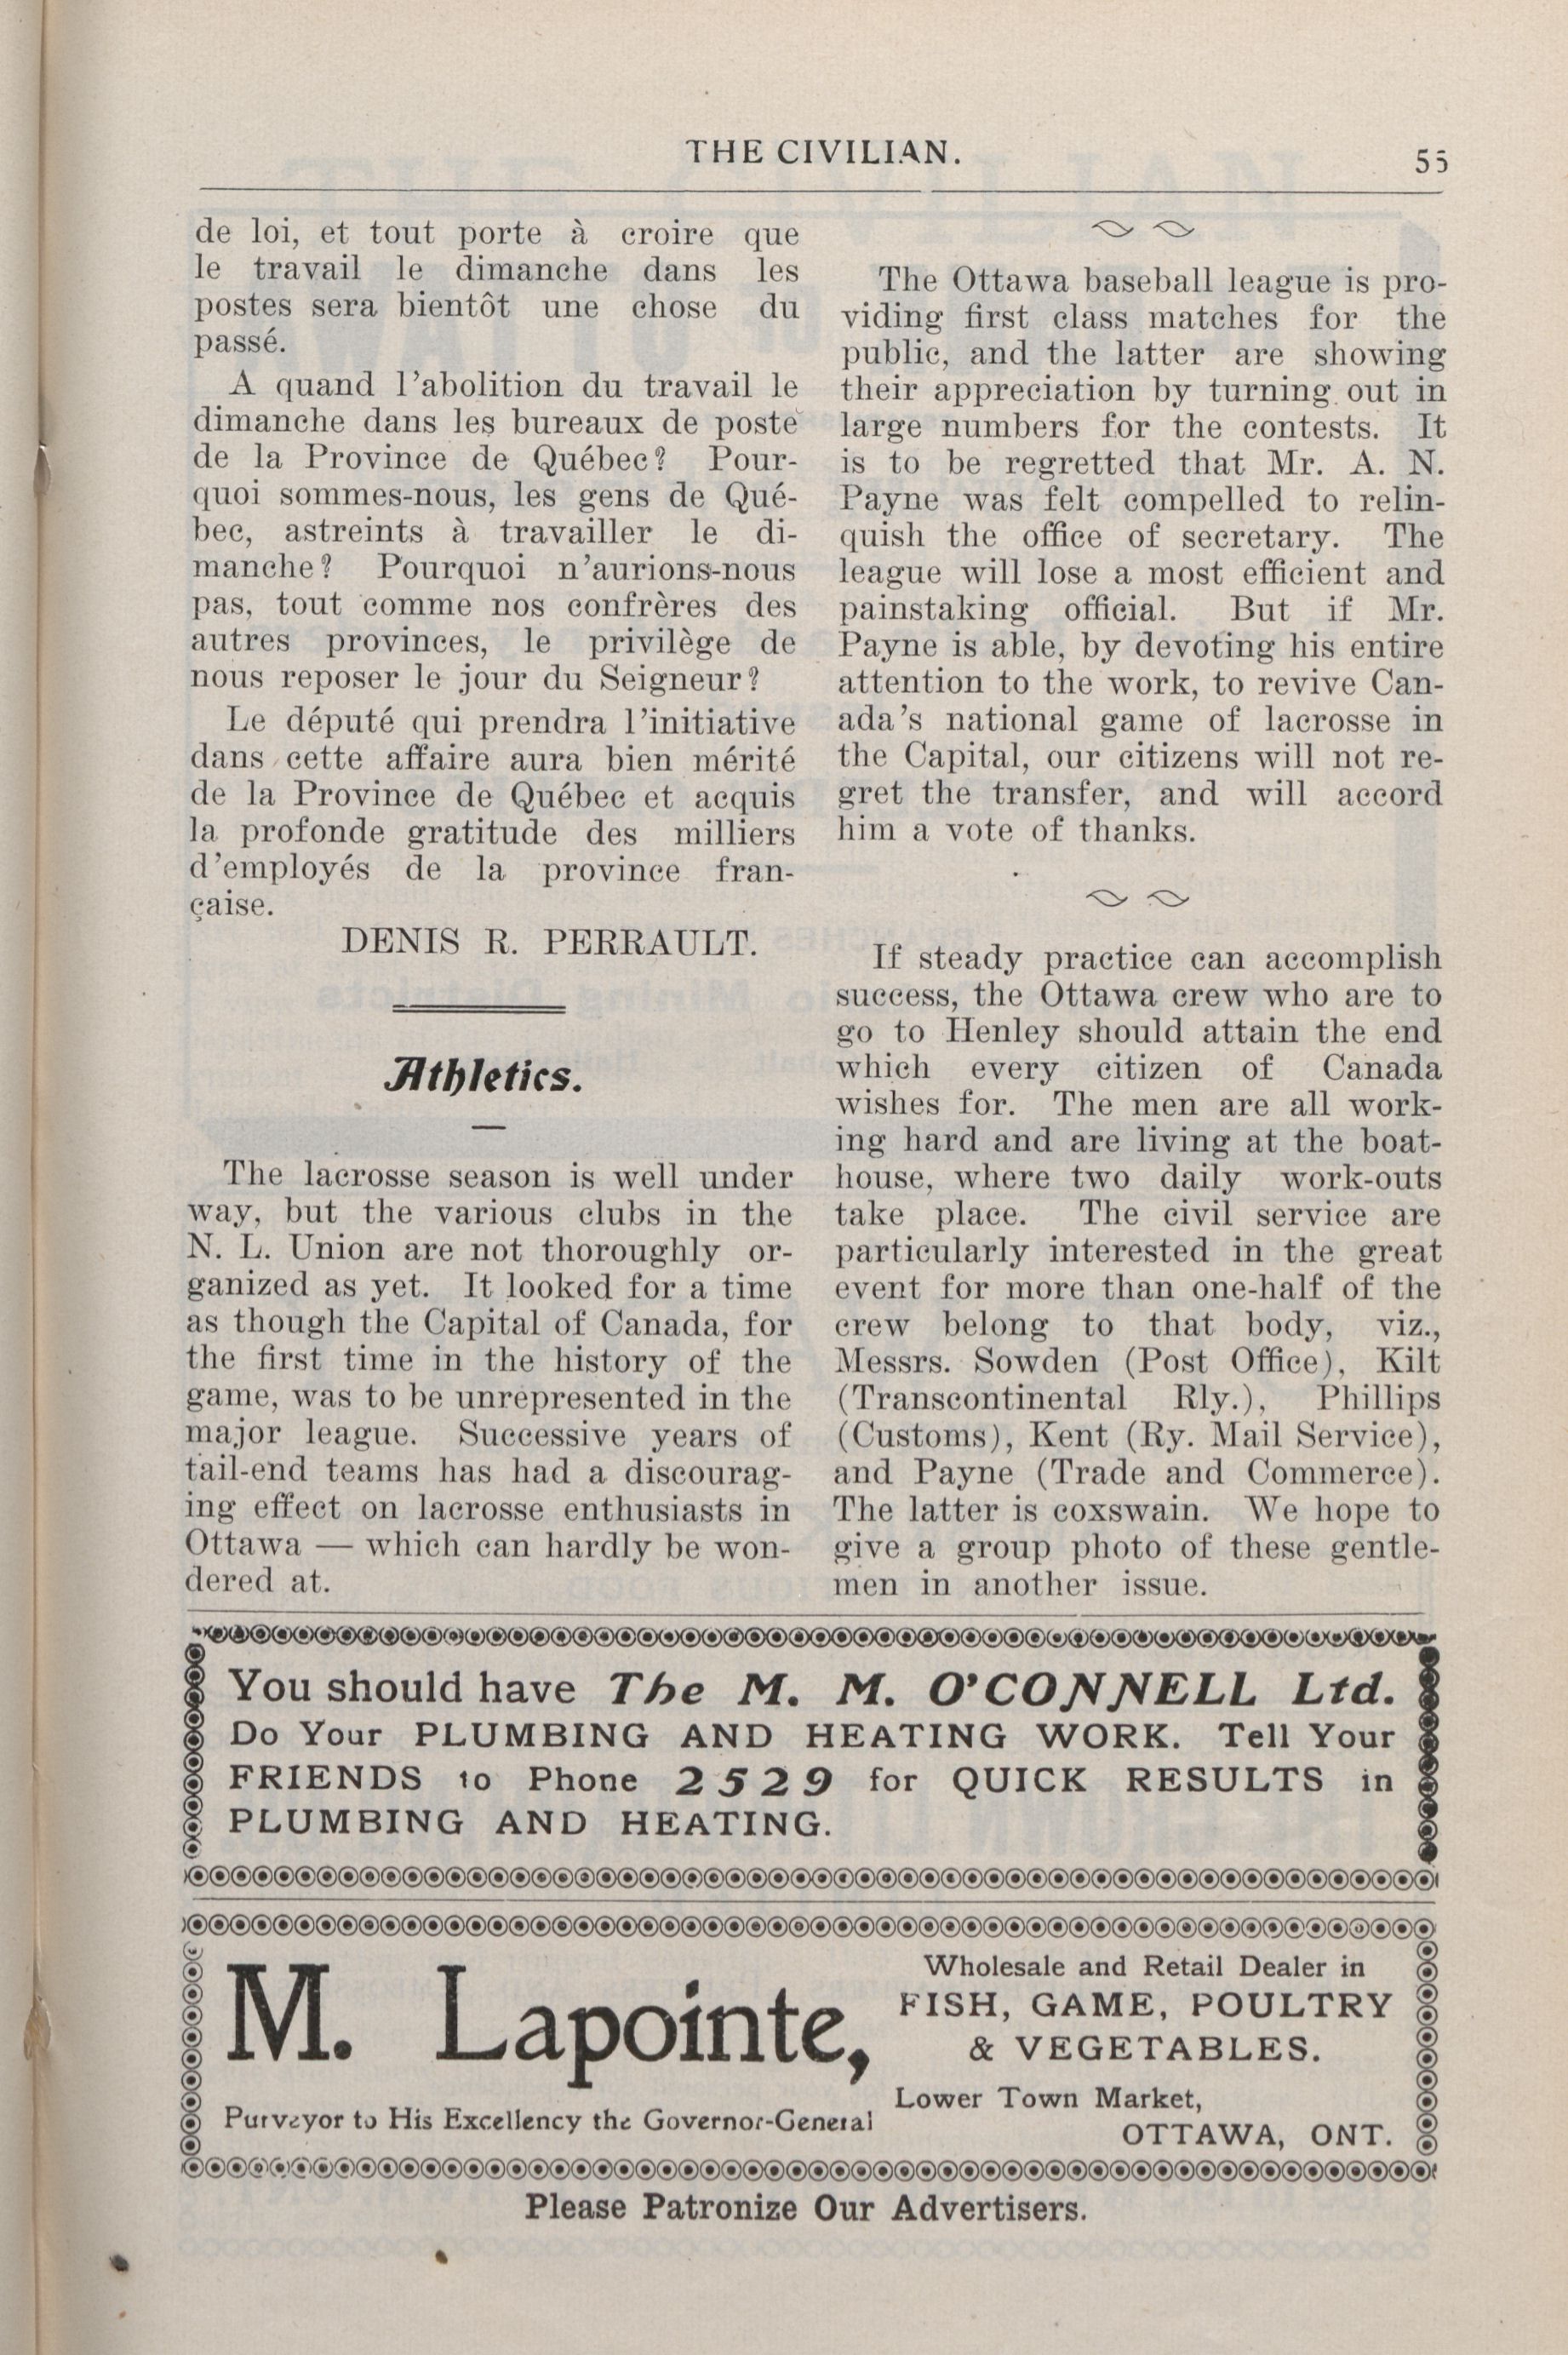 THE CIVILIAN.
55
de loi, et tout porte à croire que
le travail le dimanche dans les
postes sera bientôt une chose du
passé.
A quand l'abolition du travail le
dimanche dans les bureaux de poste
de la Province de Québec? Pour-
quoi sommes-nous, les gens de Qué-
bec, astreints à travailler le di-
manche? Pourquoi n'aurions-nous
pas, tout comme nos confrères des
autres provinces, le privilège de
nous reposer le jour du Seigneur?
Le député qui prendra l'initiative
dans cette affaire aura bien mérité
de la Province de Québec et acquis
la profonde gratitude des milliers
d'employés de la province fran-
çaise.
DENIS R. PERRAULT.
Athletics.
The lacrosse season is well under
way, but the various clubs in the
N. L. Union are not thoroughly or-
ganized as yet. It looked for a time
as though the Capital of Canada, for
the first time in the history of the
game, was to be unrepresented in the
major league. Successive years of
tail-end teams has had a discourag-
ing effect on lacrosse enthusiasts in
Ottawa — which can hardly be won-
dered at.
The Ottawa baseball league is pro-
viding first class matches for the
public, and the latter are showing
their appreciation by turning out in
large numbers for the contests. It
is to be regretted that Mr. A. N.
Payne was felt compelled to relin-
quish the office of secretary. The
league will lose a most efficient and
painstaking official. But if Mr.
Payne is able, by devoting his entire
attention to the work, to revive Can-
ada's national game of lacrosse in
the Capital, our citizens will not re-
gret the transfer, and will accord
him a vote of thanks.
If steady practice can accomplish
success, the Ottawa crew who are to
go to Henley should attain the end
which every citizen of Canada
wishes for. The men are all work-
ing hard and are living at the boat-
house, where two daily work-outs
take place. The civil service are
particularly interested in the great
event for more than one-half of the
crew belong to that body, viz.,
Messrs. Sowden (Post Office), Kilt
(Transcontinental Rly.), Phillips
(Customs), Kent (Ry. Mail Service),
and Payne (Trade and Commerce).
The latter is coxswain. We hope to
give a group photo of these gentle-
men in another issue.
You should have The M. M. O'CONNELL Ltd.
Do Your PLUMBING AND HEATING WORK. Tell Your
FRIENDS to Phone 2529 for QUICK RESULTS in
PLUMBING AND HEATING.
M. Lapointe,
Purveyor to His Excellency the Governor-General
Wholesale and Retail Dealer in
FISH, GAME, POULTRY
& VEGETABLES.
Lower Town Market,
OTTAWA, ONT.
Please Patronize Our Advertisers.